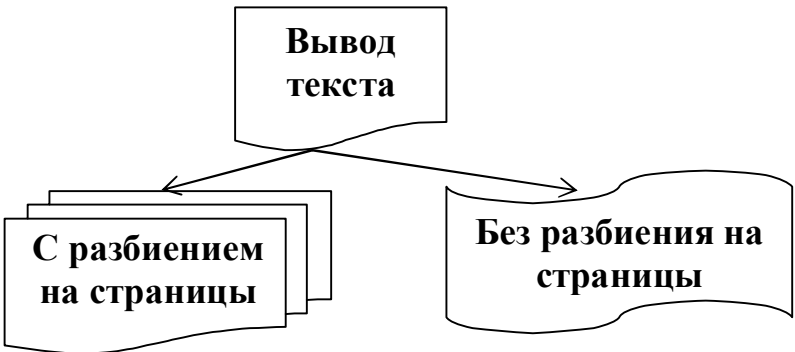 Вывод
текста
С разбиением
на страницы
Без разбиения на
страницы